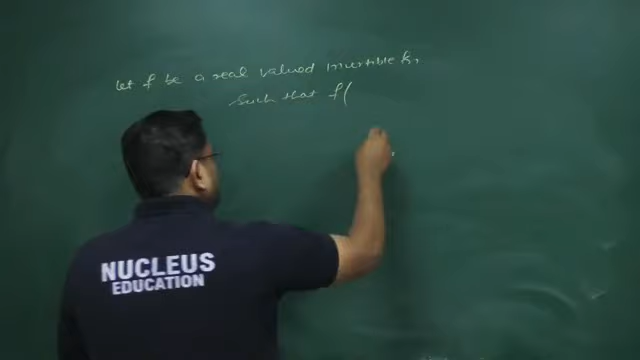 Let f be a real valued invertible fn.
such that f(
NUCLEUS
EDUCATION